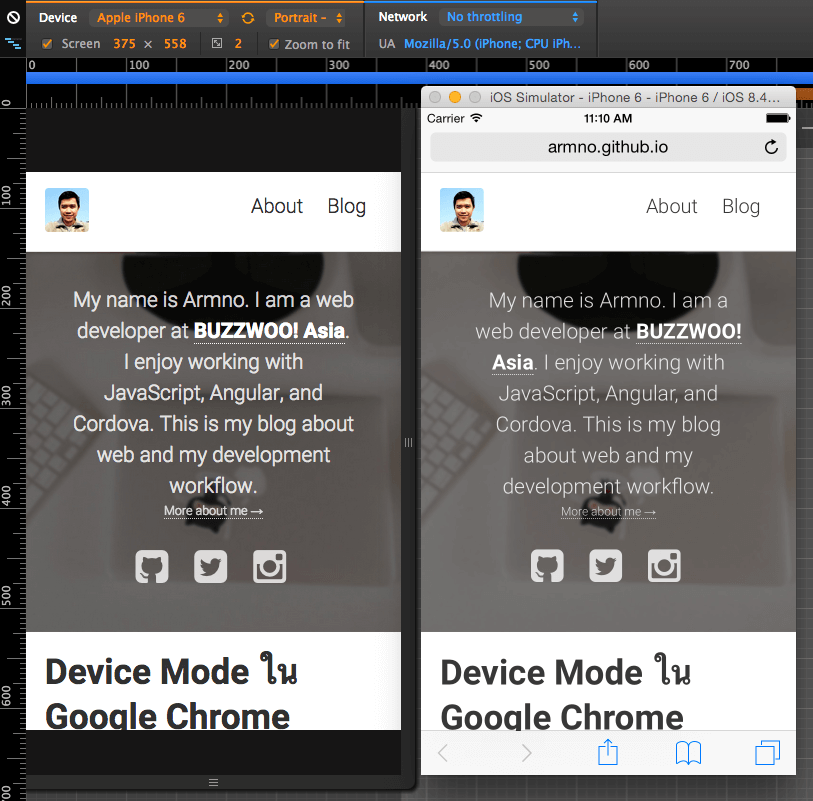 Device Apple iPhone 6 Portrait - Network No throttling
Screen 375 × 558 2 Zoom to fit UA Mozilla/5.0 (iPhone; CPU iPh...
0 100 200 300 400 500 600 700
0
100
200
300
400
500
600
700
About Blog
My name is Armno. I am a web
developer at BUZZWOO! Asia.
I enjoy working with
JavaScript, Angular, and
Cordova. This is my blog about
web and my development
workflow.
More about me →
Device Mode ใน
Google Chrome
iOS Simulator - iPhone 6 - iPhone 6 / iOS 8.4...
Carrier 11:10 AM
armno.github.io
About Blog
My name is Armno. I am a
web developer at BUZZWOO!
Asia. I enjoy working with
JavaScript, Angular, and
Cordova. This is my blog
about web and my
development workflow.
More about me →
Device Mode ใน
Google Chrome